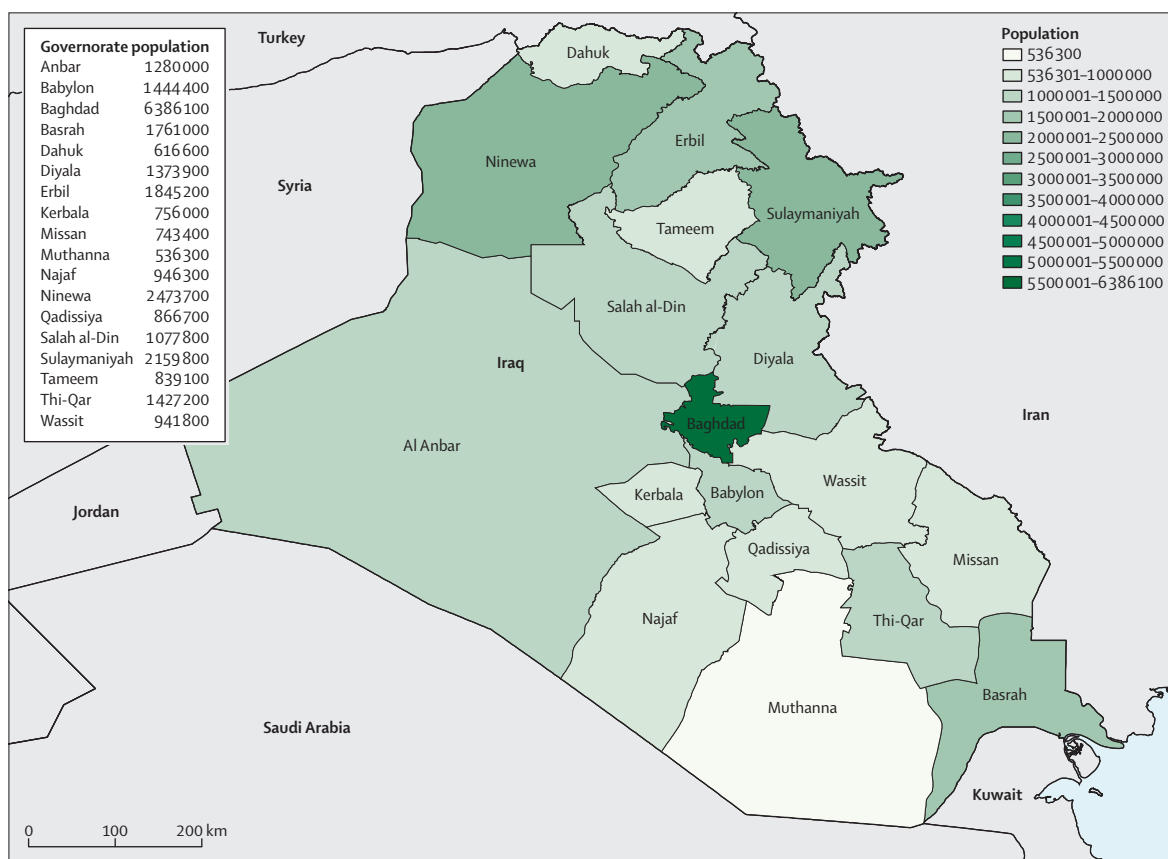 Governorate population
Anbar 1280000
Babylon 1444400
Baghdad 6386100
Basrah 1761000
Dahuk 616600
Diyala 1373900
Erbil 1845200
Kerbala 756000
Missan 743400
Muthanna 536300
Najaf 946300
Ninewa 2473700
Qadissiya 866700
Salah al-Din 1077800
Sulaymaniyah 2159800
Tameem 839100
Thi-Qar 1427200
Wassit 941800
Population
536300
536301–1000000
1000001–1500000
1500001–2000000
2000001–2500000
2500001–3000000
3000001–3500000
3500001–4000000
4000001–4500000
4500001–5000000
5000001–5500000
5500001–6386100
Turkey
Dahuk
Erbil
Ninewa
Syria
Sulaymaniyah
Tameem
Salah al-Din
Diyala
Iraq
Iran
Baghdad
Al Anbar
Wassit
Kerbala
Babylon
Jordan
Qadissiya
Missan
Najaf
Thi-Qar
Basrah
Muthanna
Saudi Arabia
Kuwait
0 100 200 km